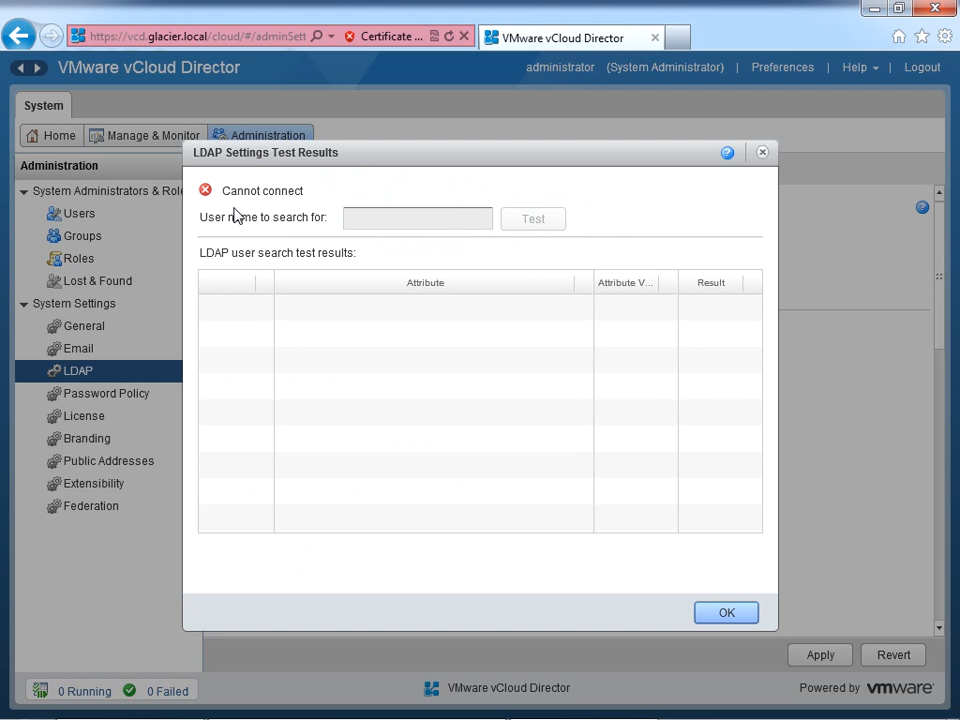 https://vcd.glacier.local/cloud/#/adminSett
Certificate ...
VMware vCloud Director
VMware vCloud Director
administrator (System Administrator) | Preferences | Help | Logout
System
Home
Manage & Monitor
Administration
Administration
System Administrators & Role
Users
Groups
Roles
Lost & Found
System Settings
General
Email
LDAP
Password Policy
License
Branding
Public Addresses
Extensibility
Federation
LDAP Settings Test Results
Cannot connect
User name to search for:
Test
LDAP user search test results:
Attribute
Attribute V...
Result
OK
Apply
Revert
0 Running
0 Failed
VMware vCloud Director
Powered by vmware